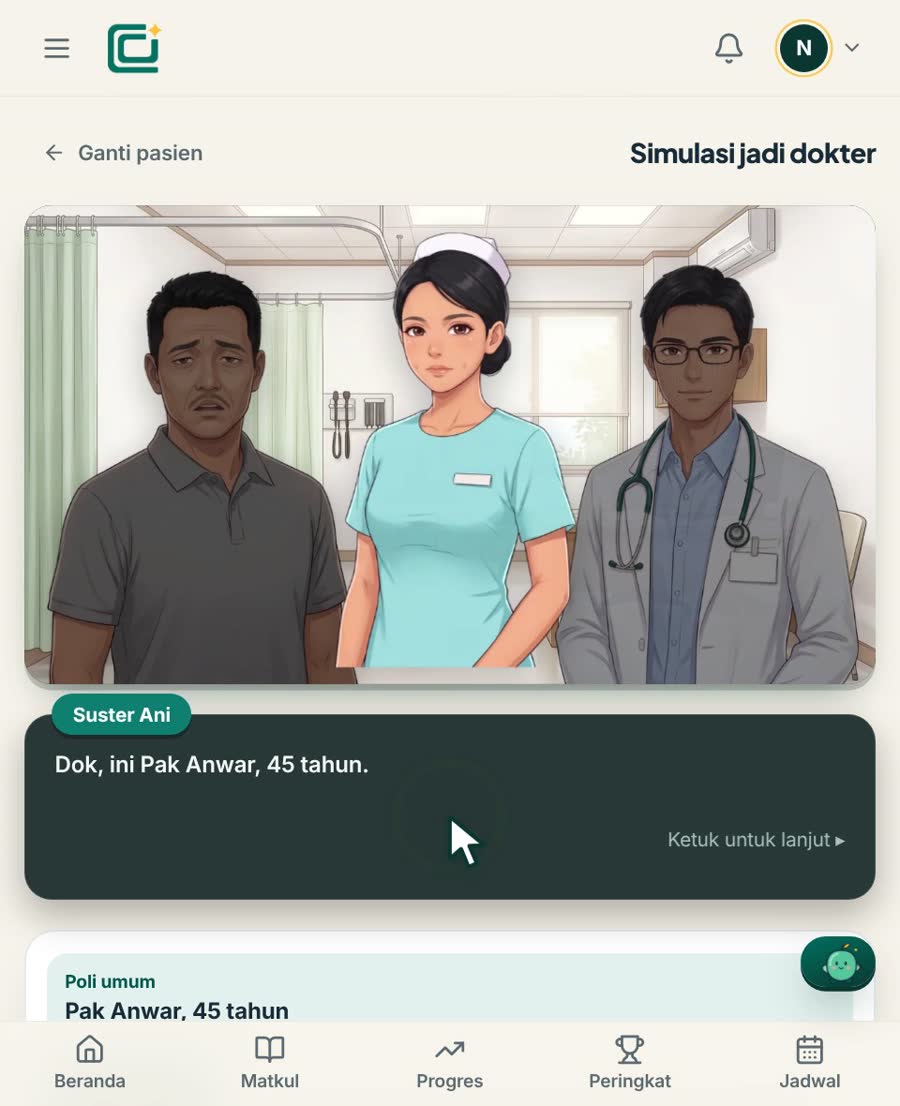 N
Ganti pasien
Simulasi jadi dokter
Suster Ani
Dok, ini Pak Anwar, 45 tahun.
Ketuk untuk lanjut ▸
Poli umum
Pak Anwar, 45 tahun
Beranda
Matkul
Progres
Peringkat
Jadwal